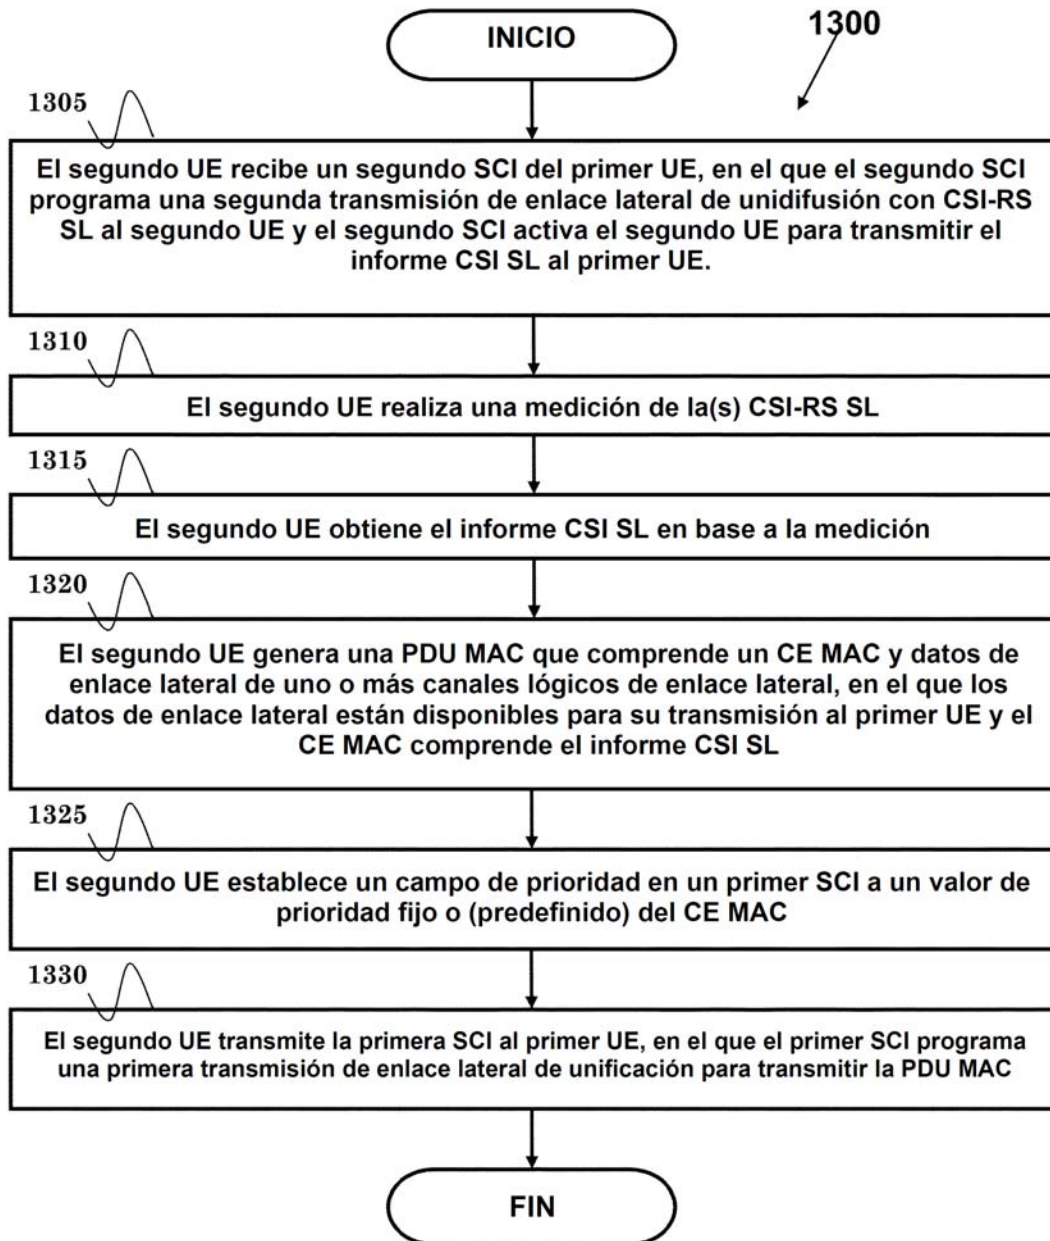 INICIO
1300
1305
El segundo UE recibe un segundo SCI del primer UE, en el que el segundo SCI
programa una segunda transmisión de enlace lateral de unidifusión con CSI-RS
SL al segundo UE y el segundo SCI activa el segundo UE para transmitir el
informe CSI SL al primer UE.
1310
El segundo UE realiza una medición de la(s) CSI-RS SL
1315
El segundo UE obtiene el informe CSI SL en base a la medición
1320
El segundo UE genera una PDU MAC que comprende un CE MAC y datos de
enlace lateral de uno o más canales lógicos de enlace lateral, en el que los
datos de enlace lateral están disponibles para su transmisión al primer UE y el
CE MAC comprende el informe CSI SL
1325
El segundo UE establece un campo de prioridad en un primer SCI a un valor de
prioridad fijo o (predefinido) del CE MAC
1330
El segundo UE transmite la primera SCI al primer UE, en el que el primer SCI programa
una primera transmisión de enlace lateral de unificación para transmitir la PDU MAC
FIN